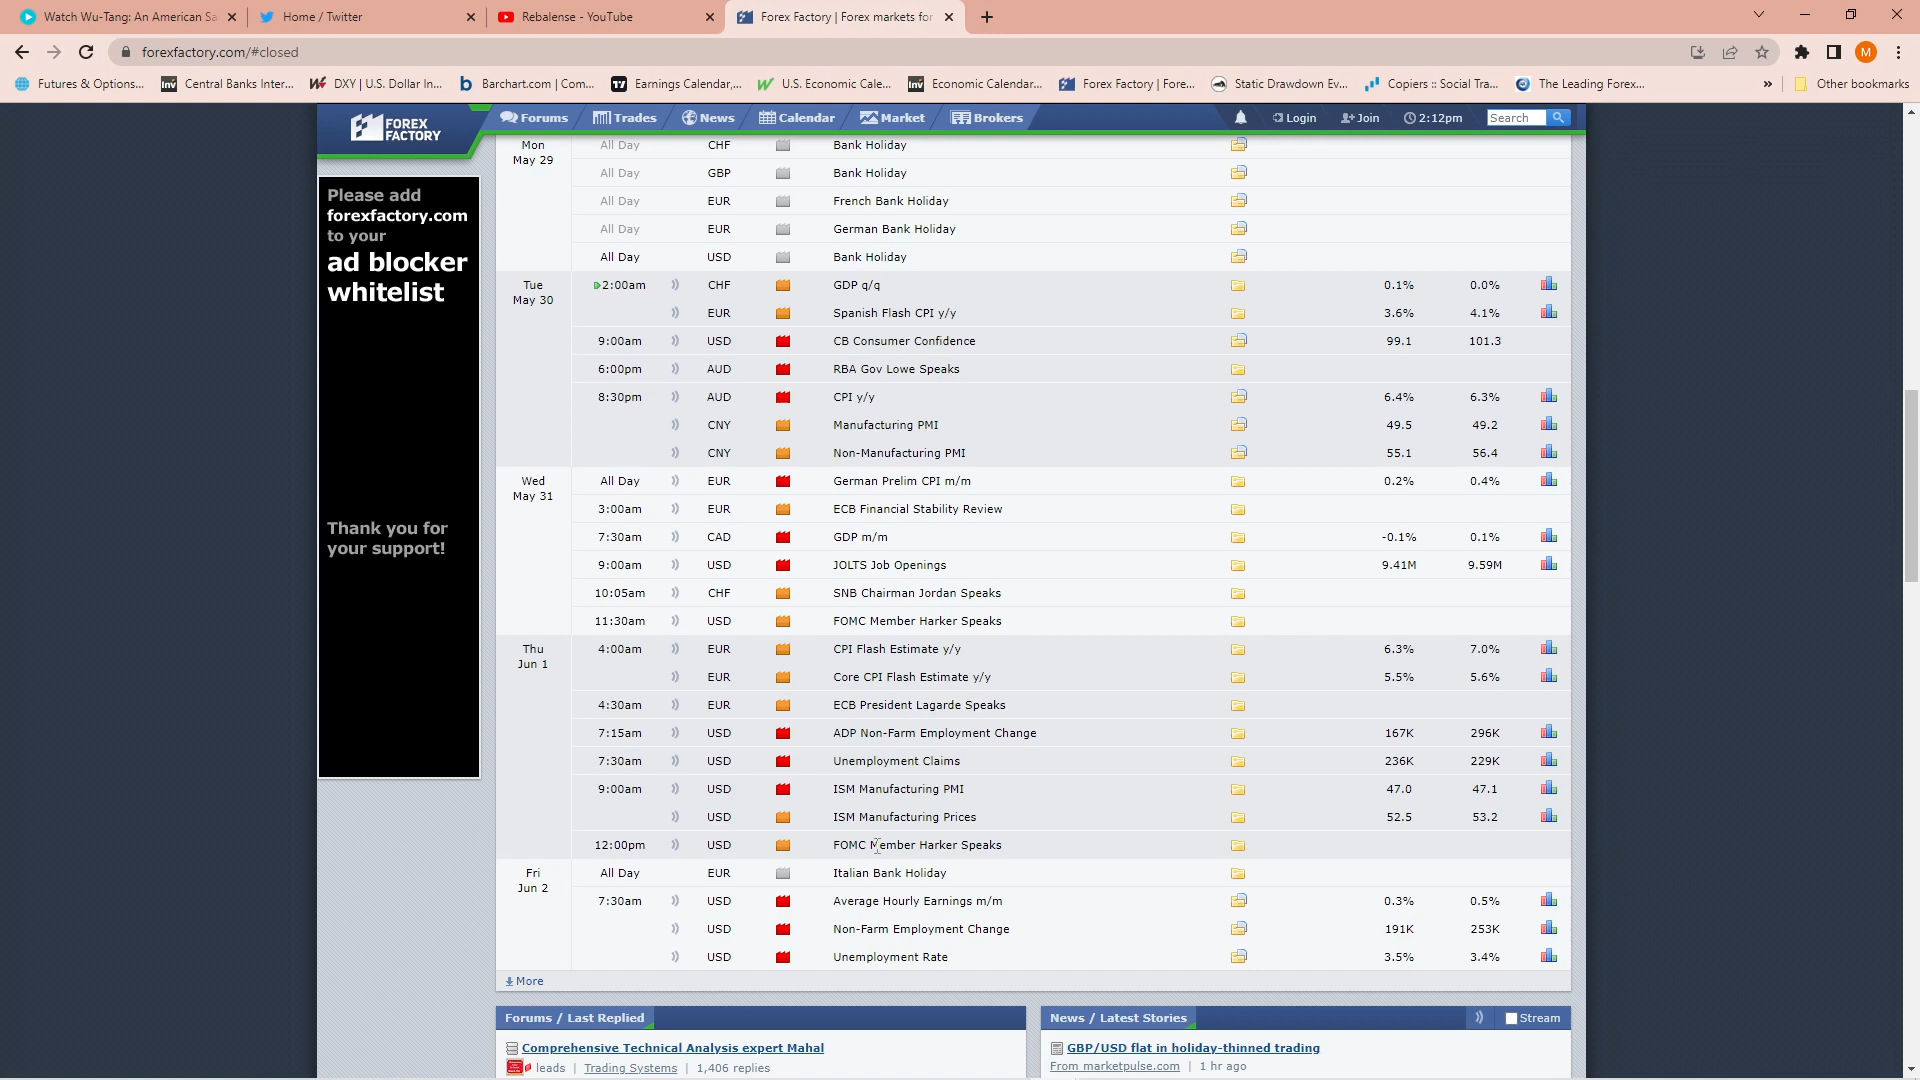 Watch Wu-Tang: An American Sa
Home / Twitter
Rebalense - YouTube
Forex Factory | Forex markets for
forexfactory.com/#closed
M
Futures & Options...
Central Banks Inter...
DXY | U.S. Dollar In...
Barchart.com | Com...
Earnings Calendar,...
U.S. Economic Cale...
Economic Calendar...
Forex Factory | Fore...
Static Drawdown Ev...
Copiers :: Social Tra...
The Leading Forex...
»
Other bookmarks
FOREX FACTORY
Forums
Trades
News
Calendar
Market
Brokers
Login
Join
2:12pm
Search
Please add
forexfactory.com
to your
ad blocker
whitelist
Thank you for
your support!
Mon May 29 All Day CHF Bank Holiday
All Day GBP Bank Holiday
All Day EUR French Bank Holiday
All Day EUR German Bank Holiday
All Day USD Bank Holiday
Tue May 30 2:00am CHF GDP q/q 0.1% 0.0%
EUR Spanish Flash CPI y/y 3.6% 4.1%
9:00am USD CB Consumer Confidence 99.1 101.3
6:00pm AUD RBA Gov Lowe Speaks
8:30pm AUD CPI y/y 6.4% 6.3%
CNY Manufacturing PMI 49.5 49.2
CNY Non-Manufacturing PMI 55.1 56.4
Wed May 31 All Day EUR German Prelim CPI m/m 0.2% 0.4%
3:00am EUR ECB Financial Stability Review
7:30am CAD GDP m/m -0.1% 0.1%
9:00am USD JOLTS Job Openings 9.41M 9.59M
10:05am CHF SNB Chairman Jordan Speaks
11:30am USD FOMC Member Harker Speaks
Thu Jun 1 4:00am EUR CPI Flash Estimate y/y 6.3% 7.0%
EUR Core CPI Flash Estimate y/y 5.5% 5.6%
4:30am EUR ECB President Lagarde Speaks
7:15am USD ADP Non-Farm Employment Change 167K 296K
7:30am USD Unemployment Claims 236K 229K
9:00am USD ISM Manufacturing PMI 47.0 47.1
USD ISM Manufacturing Prices 52.5 53.2
12:00pm USD FOMC Member Harker Speaks
Fri Jun 2 All Day EUR Italian Bank Holiday
7:30am USD Average Hourly Earnings m/m 0.3% 0.5%
USD Non-Farm Employment Change 191K 253K
USD Unemployment Rate 3.5% 3.4%
More
Forums / Last Replied
Comprehensive Technical Analysis expert Mahal
leads | Trading Systems | 1,406 replies
News / Latest Stories
Stream
GBP/USD flat in holiday-thinned trading
From marketpulse.com | 1 hr ago